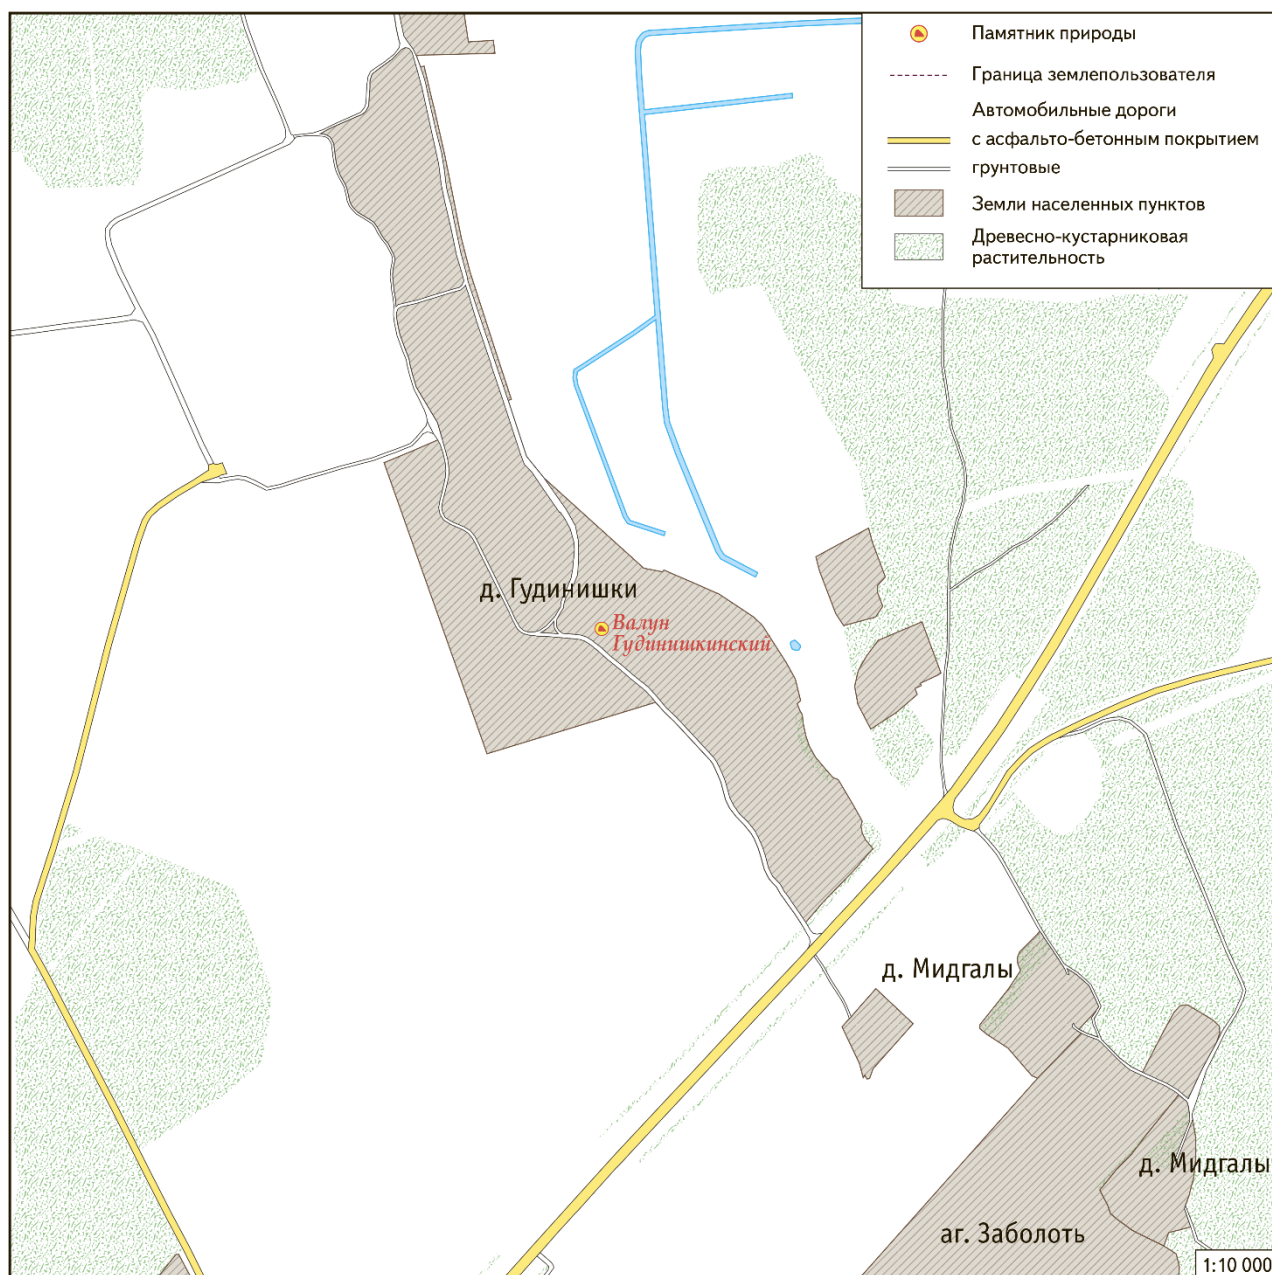 Памятник природы
Граница землепользователя
Автомобильные дороги
с асфальто-бетонным покрытием
грунтовые
Земли населенных пунктов
Древесно-кустарниковая
растительность
д. Гудинишки
Валун
Гудинишкинский
д. Мидгалы
д. Мидгалы
аг. Заболоть
1:10 000